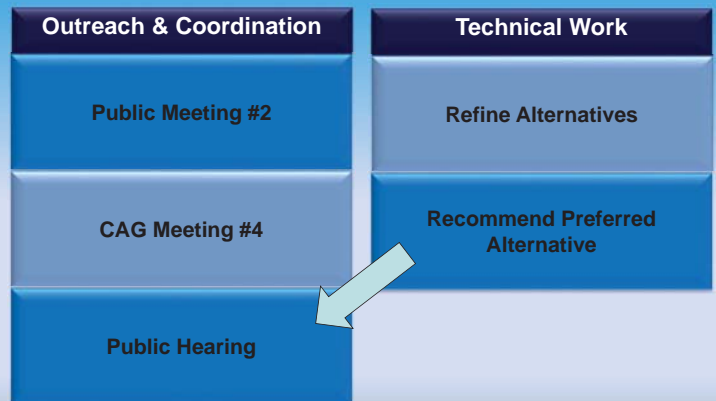 Outreach & Coordination
Public Meeting #2
CAG Meeting #4
Public Hearing
Technical Work
Refine Alternatives
Recommend Preferred
Alternative